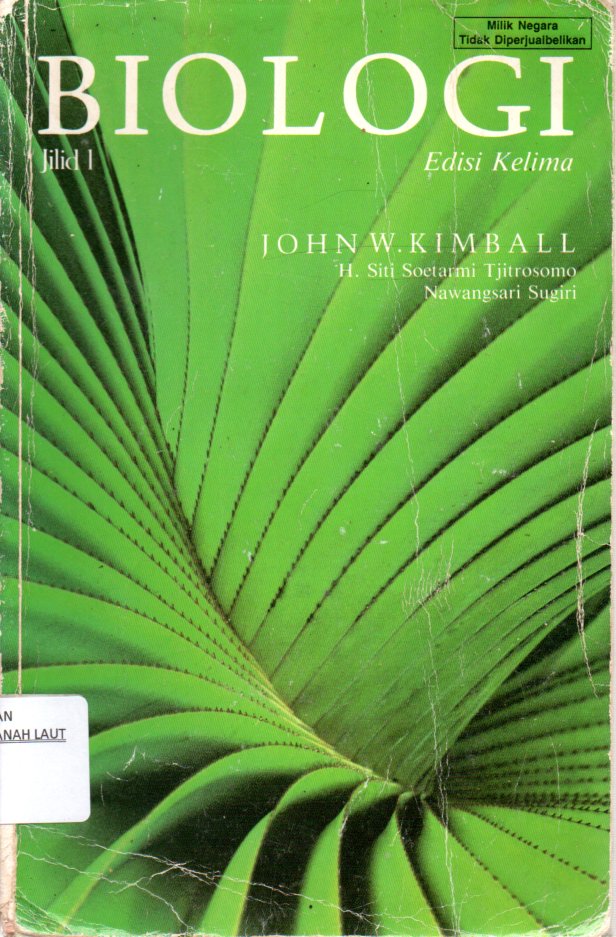 Milik Negara
Tidak Diperjualbelikan
BIOLOGI
Jilid 1
Edisi Kelima
JOHN W. KIMBALL
H. Siti Soetarmi Tjitrosomo
Nawangsari Sugiri
AN
ANAH LAUT